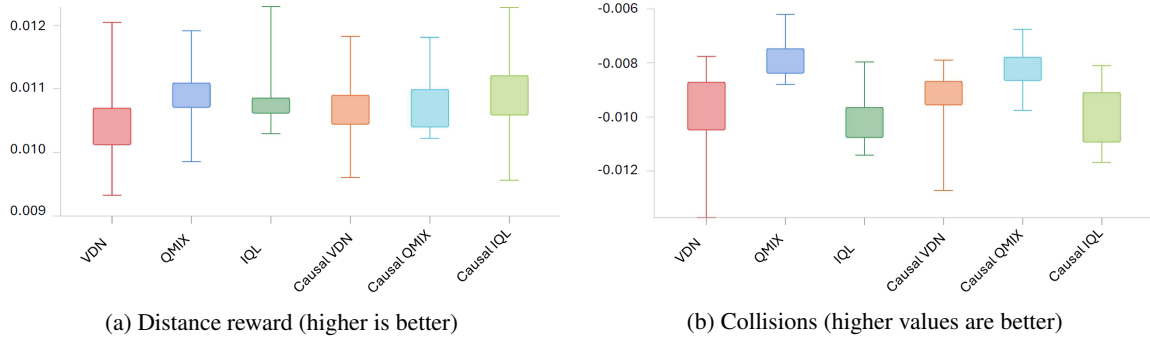 0.012
0.011
0.010
0.009
VDN
QMIX
IQL
Causal VDN
Causal QMIX
Causal IQL
(a) Distance reward (higher is better)
-0.006
-0.008
-0.010
-0.012
VDN
QMIX
IQL
Causal VDN
Causal QMIX
Causal IQL
(b) Collisions (higher values are better)